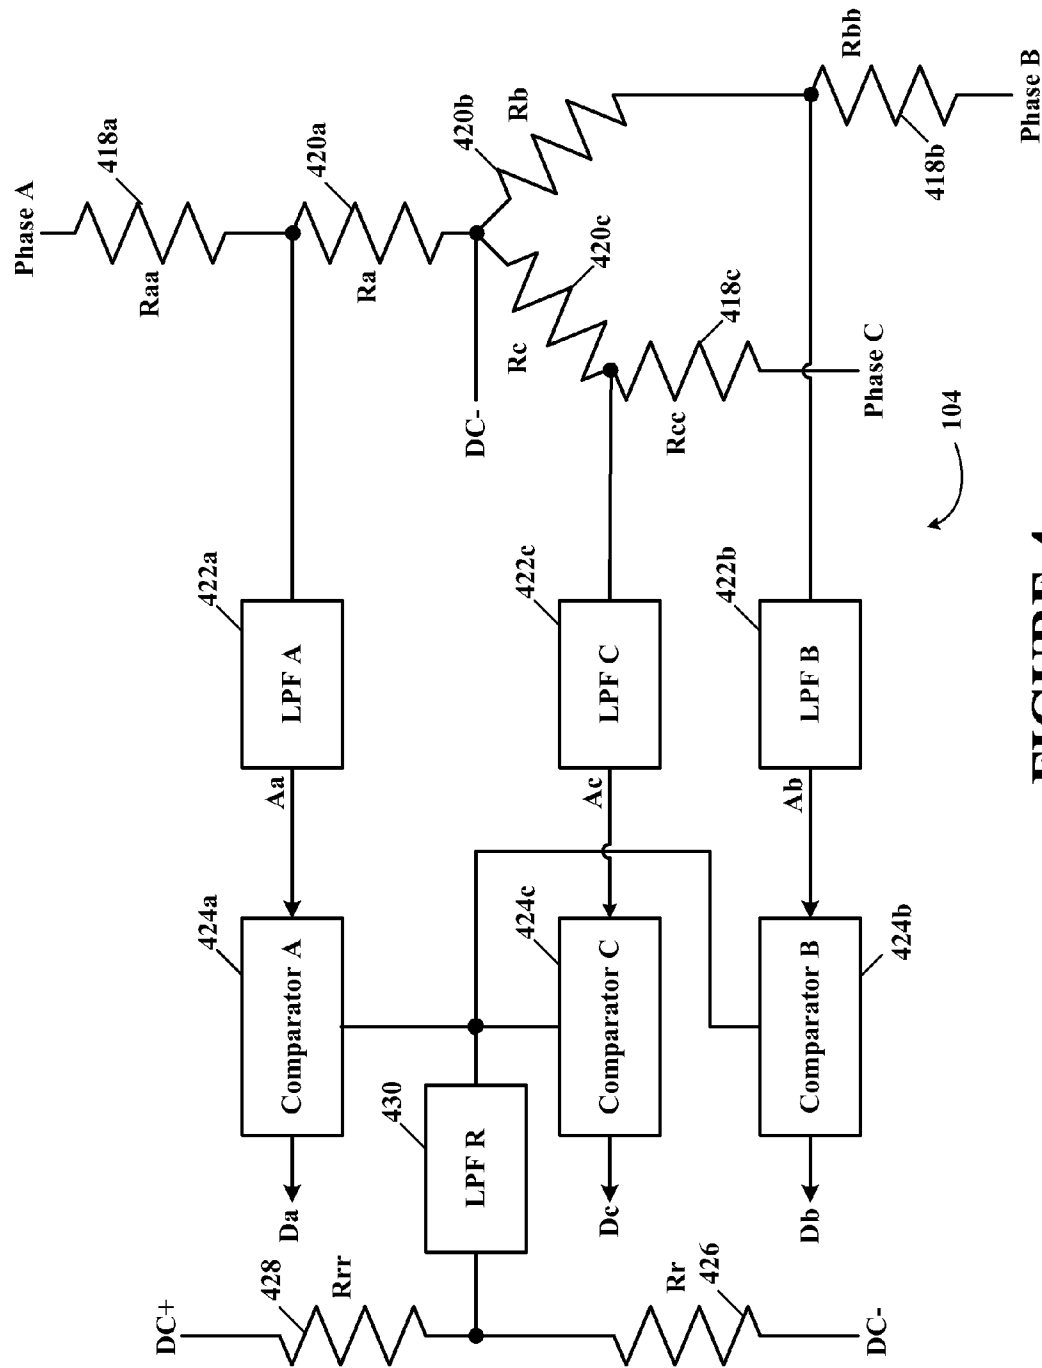 Phase A
418a
Raa
420a
Ra
420b
Rb
Rbb
418b
Phase B
DC-
Rc
420c
Rcc
418c
Phase C
104
422a
LPF A
422c
LPF C
422b
LPF B
Aa
Ac
Ab
424a
Comparator A
424c
Comparator C
424b
Comparator B
430
LPF R
Da
Dc
Db
DC+
428
Rrr
Rr
426
DC-